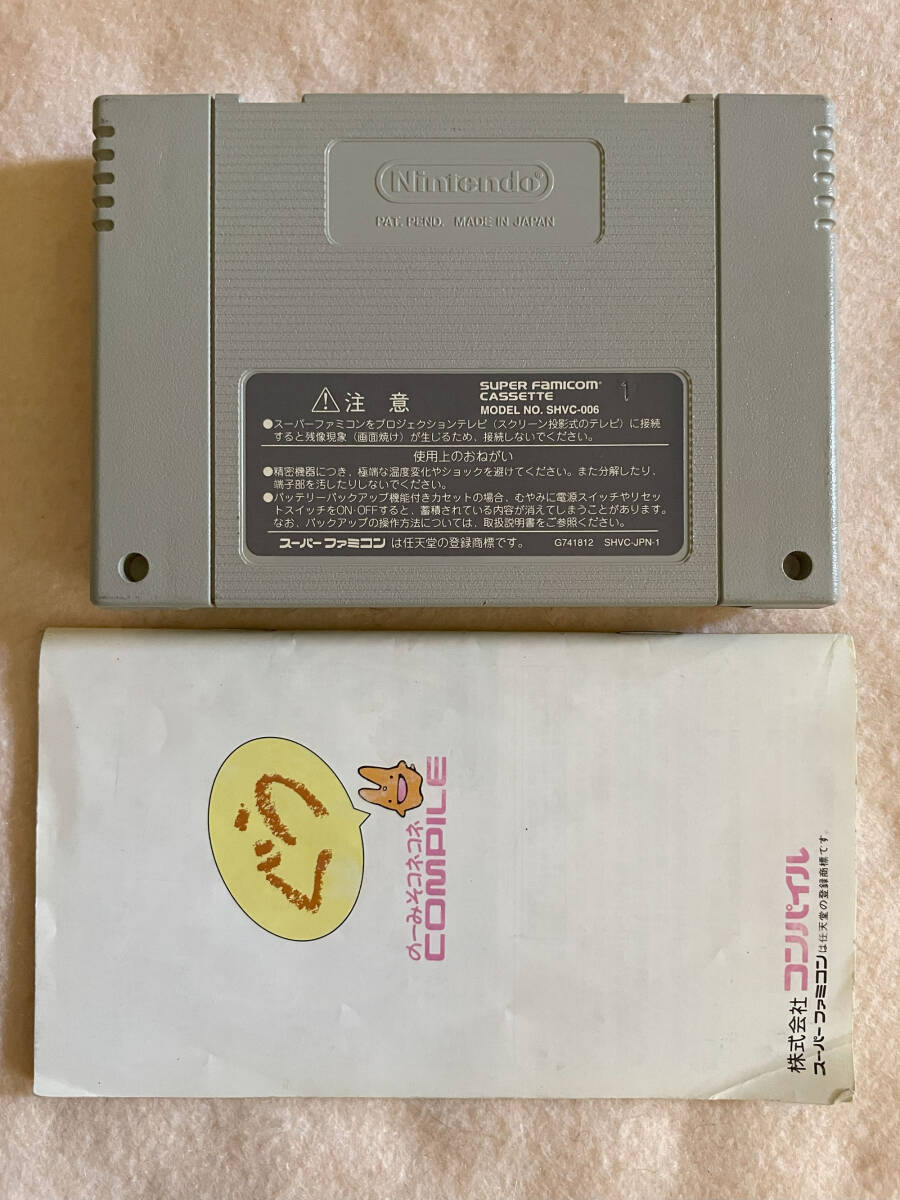 Nintendo®
PAT. PEND. MADE IN JAPAN
⚠注意
SUPER FAMICOM®
CASSETTE
MODEL NO. SHVC-006
1
●スーパーファミコンをプロジェクションテレビ(スクリーン投影式のテレビ)に接続
すると残像現象(画面焼け)が生じるため、接続しないでください。
使用上のおねがい
●精密機器につき、極端な温度変化やショックを避けてください。また分解したり、
端子部を汚したりしないでください。
●バッテリーバックアップ機能付きカセットの場合、むやみに電源スイッチやリセッ
トスイッチをON・OFFすると、蓄積されている内容が消えてしまうことがあります。
なお、バックアップの操作方法については、取扱説明書をご参照ください。
スーパーファミコンは任天堂の登録商標です。
G741812 SHVC-JPN-1
ぐぅ
のーみそコネコネ
COMPILE
株式会社 コンパイル
スーパーファミコンは任天堂の登録商標です。